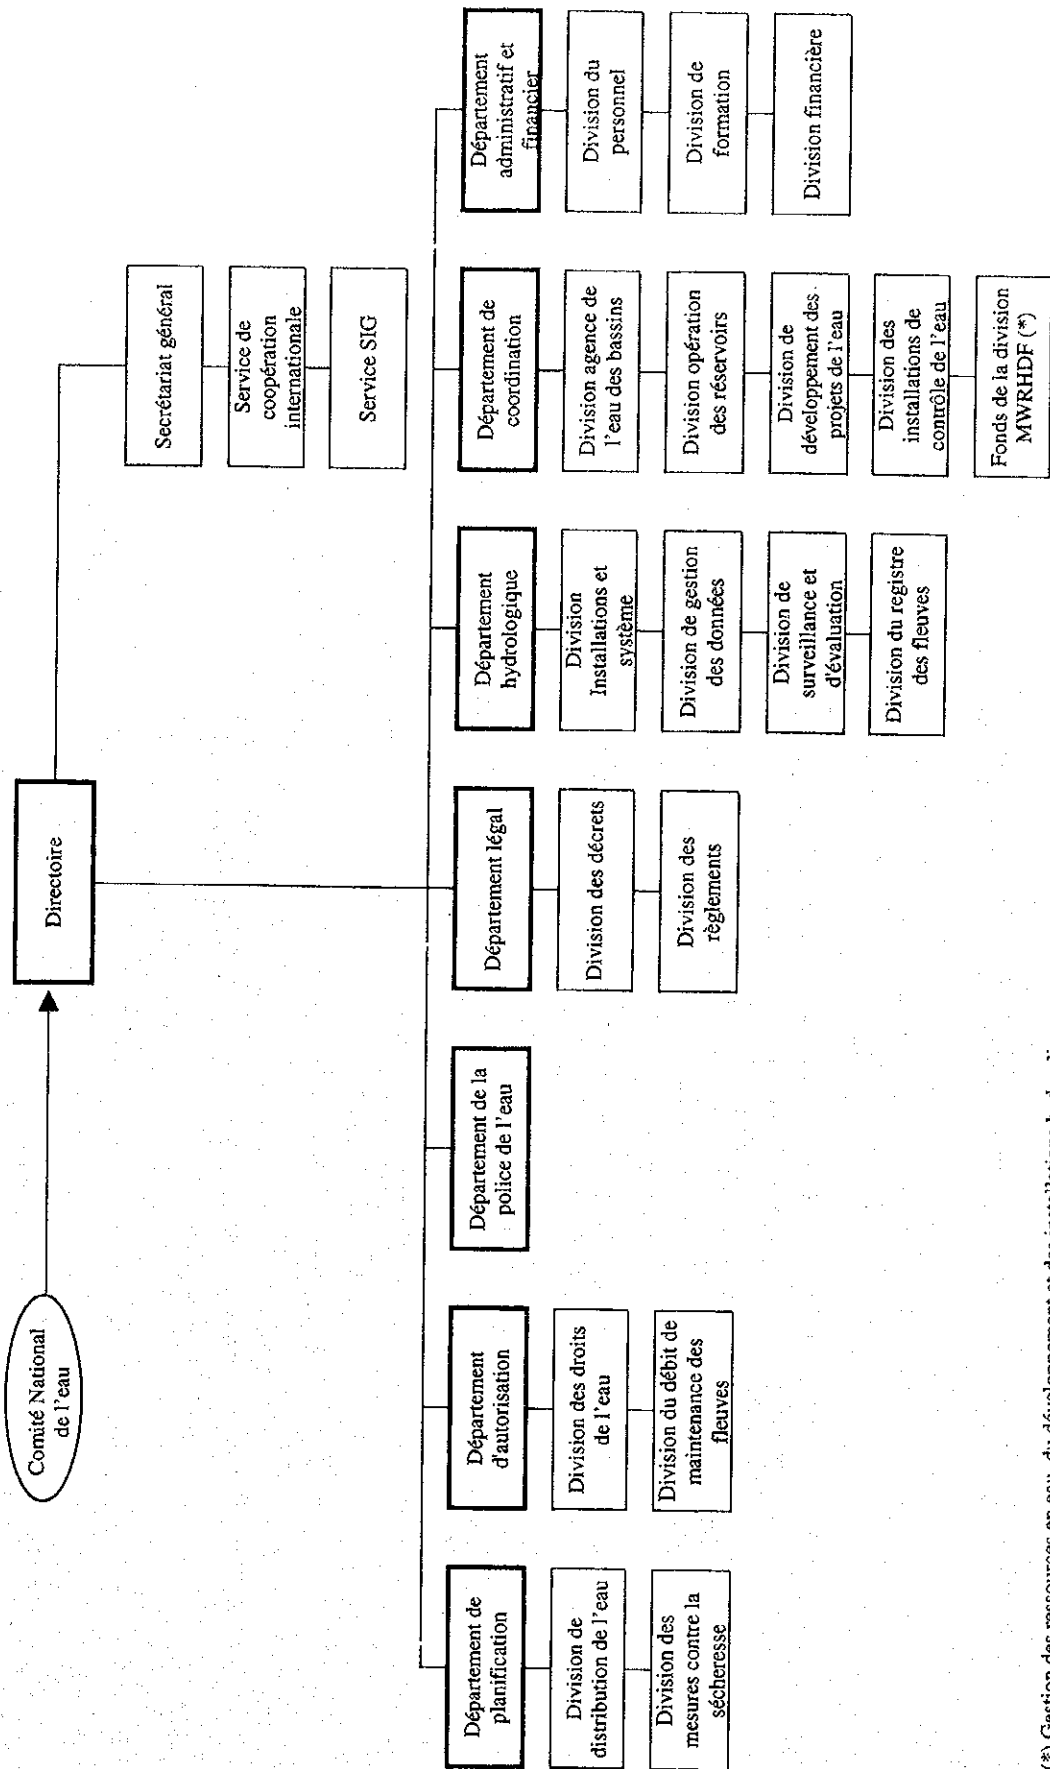 Comité National
de l'eau
Directoire
Secrétariat général
Service de
coopération
internationale
Service SIG
Département de
planification
Division de
distribution de l'eau
Division des
mesures contre la
sécheresse
Département
d'autorisation
Division des droits
de l'eau
Division du débit de
maintenance des
fleuves
Département de la
police de l'eau
Département légal
Division des décrets
Division des
règlements
Département
hydrologique
Division
Installations et
système
Division de gestion
des données
Division de
surveillance et
d'évaluation
Division du registre
des fleuves
Département de
coordination
Division agence de
l'eau des bassins
Division opération
des réservoirs
Division de
développement des
projets de l'eau
Division des
installations de
contrôle de l'eau
Fonds de la division
MWRHDF (*)
Département
administratif et
financier
Division du
personnel
Division de
formation
Division financière
(*) Gestion des ressources en eau, du développement et des installations